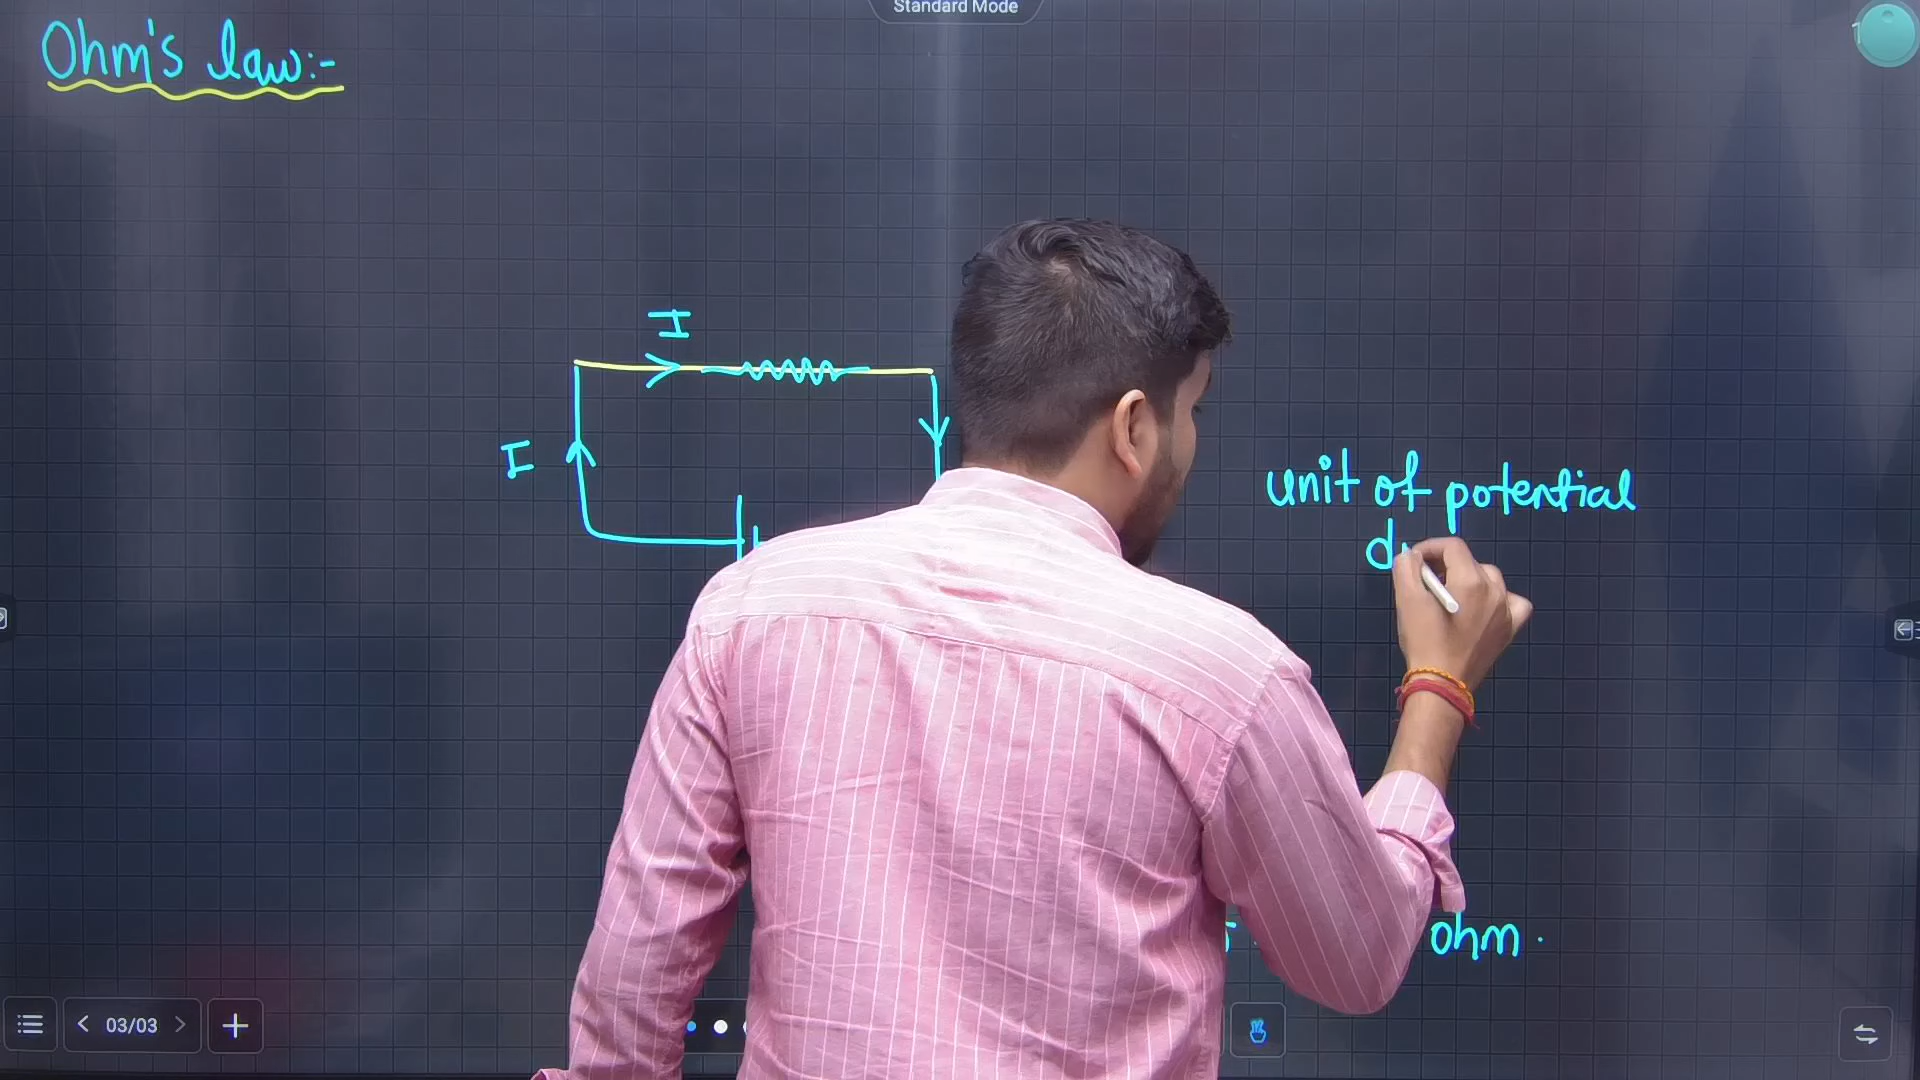 Standard Mode
Ohm's law:-
I
I
unit of potential
ohm.
03/03